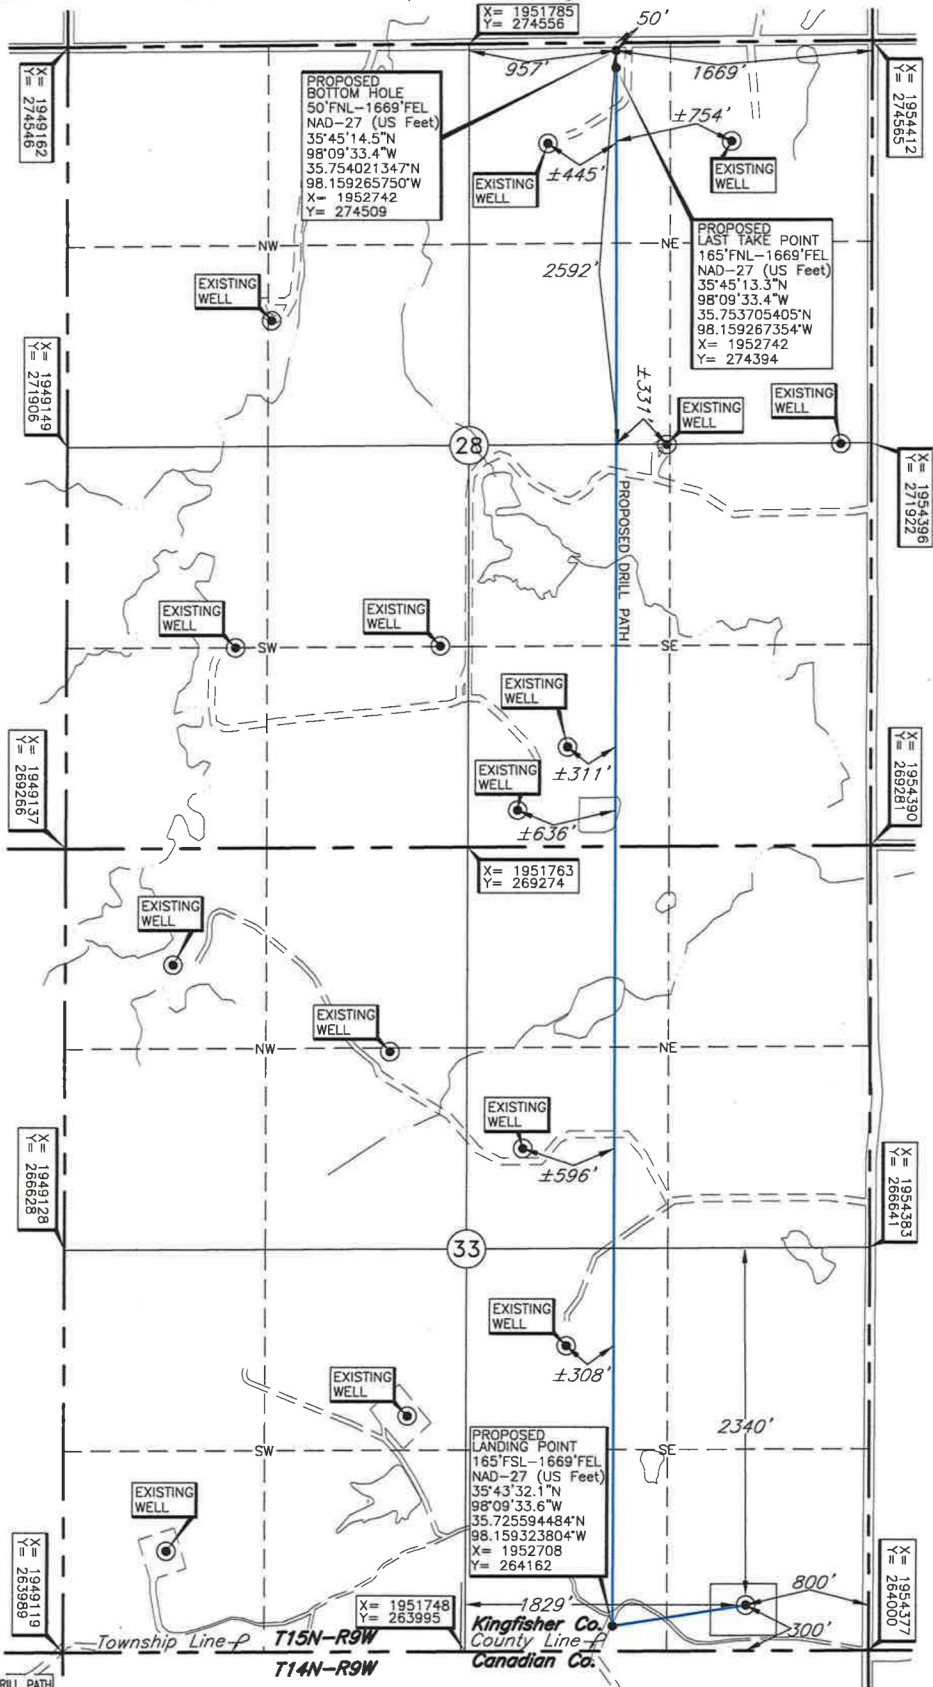 X= 1951785
Y= 274556
50'
957'
1669'
X= 1949162
Y= 274546
X= 1954412
Y= 274565
PROPOSED
BOTTOM HOLE
50'FNL-1669'FEL
NAD-27 (US Feet)
35°45'14.5"N
98°09'33.4"W
35.754021347°N
98.159265750°W
X= 1952742
Y= 274509
±754'
±445'
EXISTING
WELL
EXISTING
WELL
NW
NE
PROPOSED
LAST TAKE POINT
165'FNL-1669'FEL
NAD-27 (US Feet)
35°45'13.3"N
98°09'33.4"W
35.753705405°N
98.159267354°W
X= 1952742
Y= 274394
2592'
EXISTING
WELL
X= 1949149
Y= 271906
±331'
EXISTING
WELL
EXISTING
WELL
28
X= 1954396
Y= 271922
PROPOSED DRILL PATH
EXISTING
WELL
EXISTING
WELL
SW
SE
EXISTING
WELL
±311'
EXISTING
WELL
±636'
X= 1949137
Y= 269266
X= 1954390
Y= 269281
X= 1951763
Y= 269274
EXISTING
WELL
EXISTING
WELL
NW
NE
EXISTING
WELL
±596'
X= 1949128
Y= 266628
X= 1954383
Y= 266641
33
EXISTING
WELL
±308'
EXISTING
WELL
2340'
SW
SE
PROPOSED
LANDING POINT
165'FSL-1669'FEL
NAD-27 (US Feet)
35°43'32.1"N
98°09'33.6"W
35.725594484°N
98.159323804°W
X= 1952708
Y= 264162
EXISTING
WELL
X= 1949119
Y= 263989
X= 1954377
Y= 264000
800'
X= 1951748
Y= 263995
1829'
300'
Township Line
T15N-R9W
T14N-R9W
Kingfisher Co.
County Line
Canadian Co.
RILL PATH